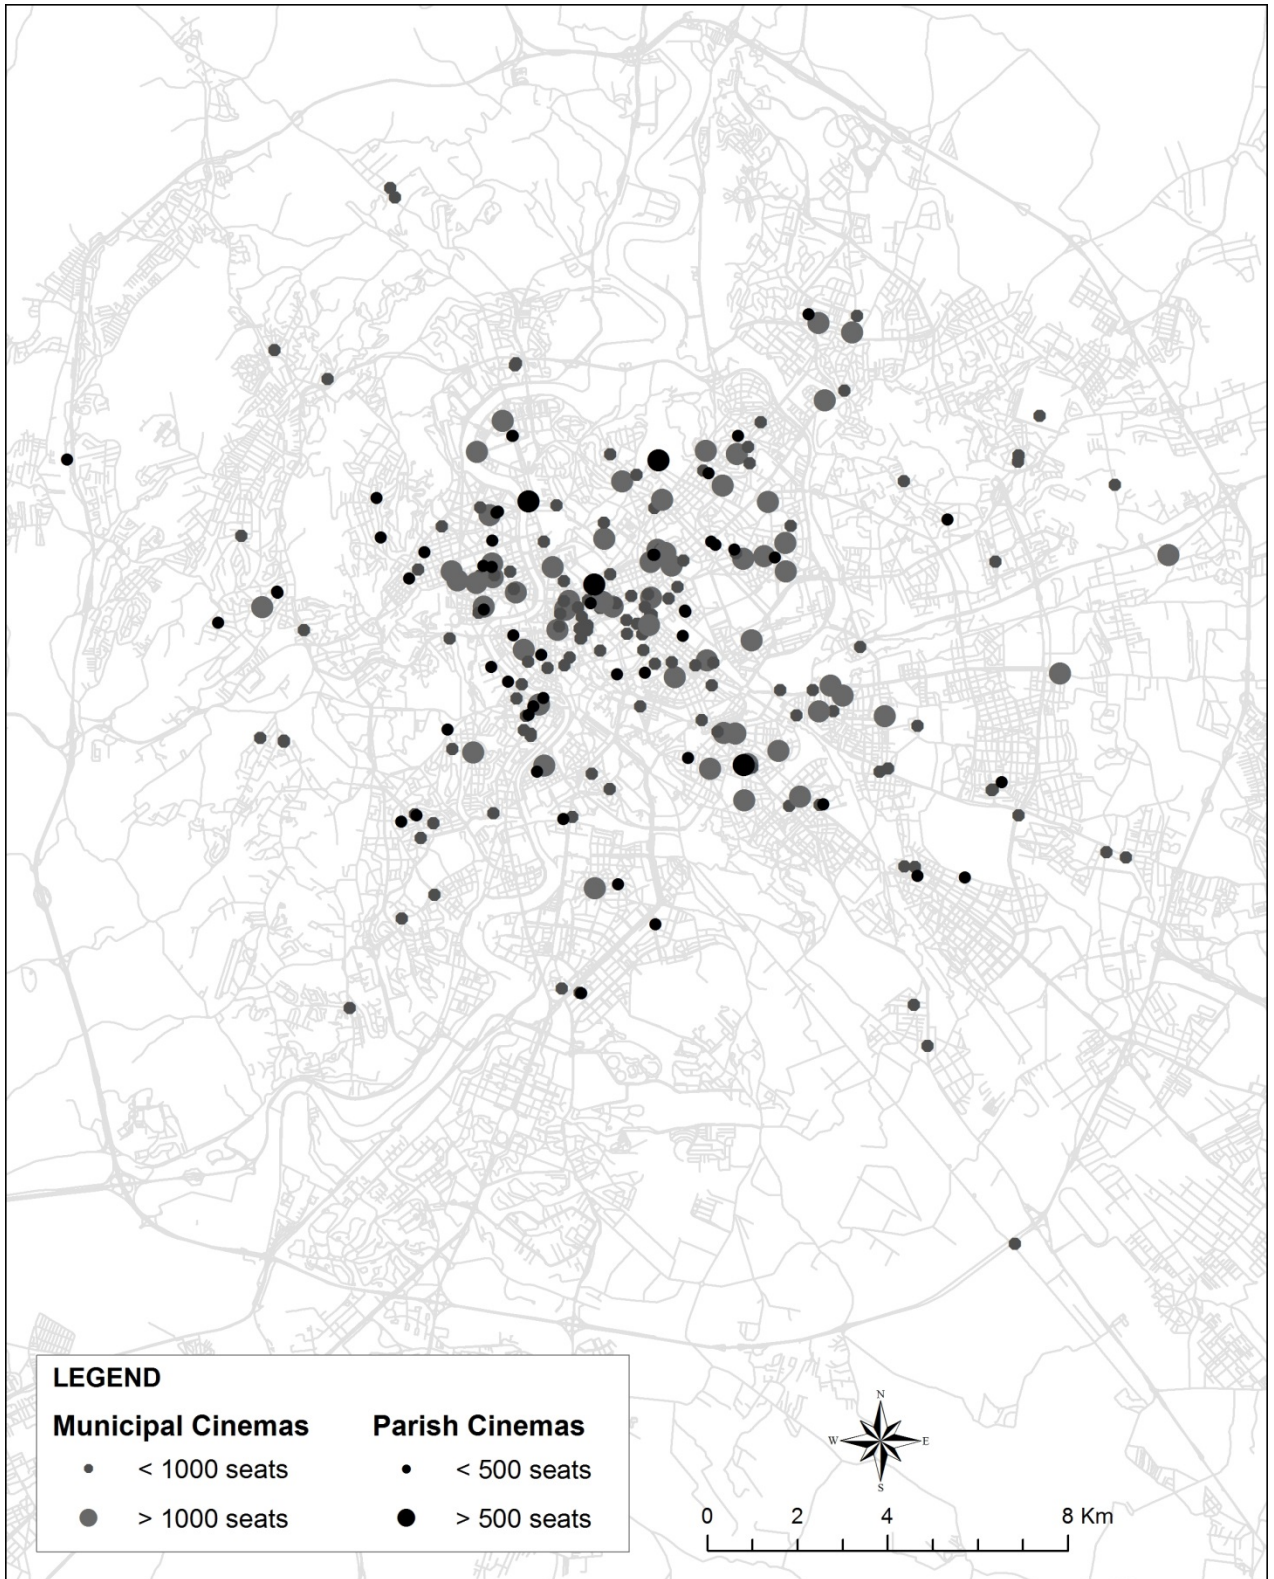 LEGEND
Municipal Cinemas Parish Cinemas
< 1000 seats < 500 seats
> 1000 seats > 500 seats
N
W E
S
0 2 4 8 Km